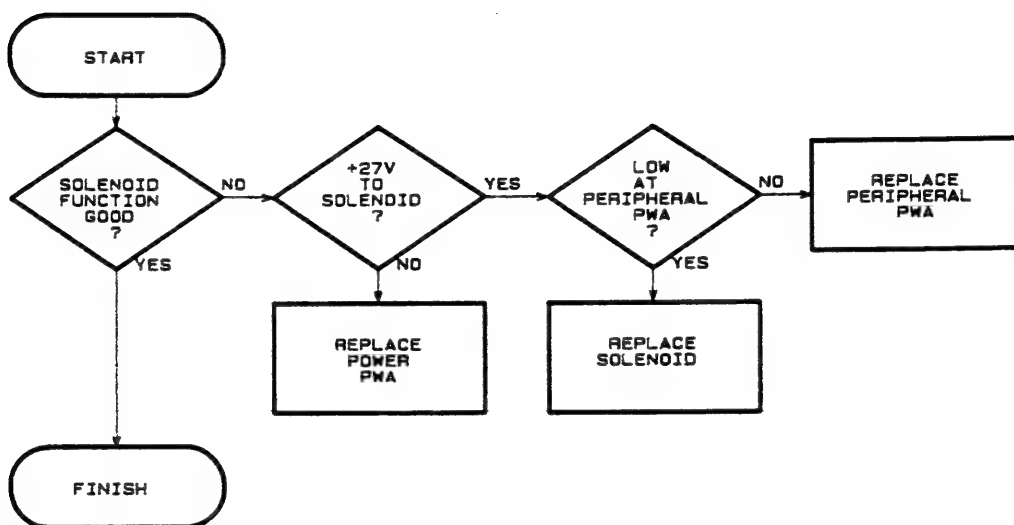 START
SOLENOID
FUNCTION
GOOD
?
NO
YES
+27V
TO
SOLENOID
?
YES
NO
LOW
AT
PERIPHERAL
PWA
?
NO
YES
REPLACE
PERIPHERAL
PWA
REPLACE
POWER
PWA
REPLACE
SOLENOID
FINISH